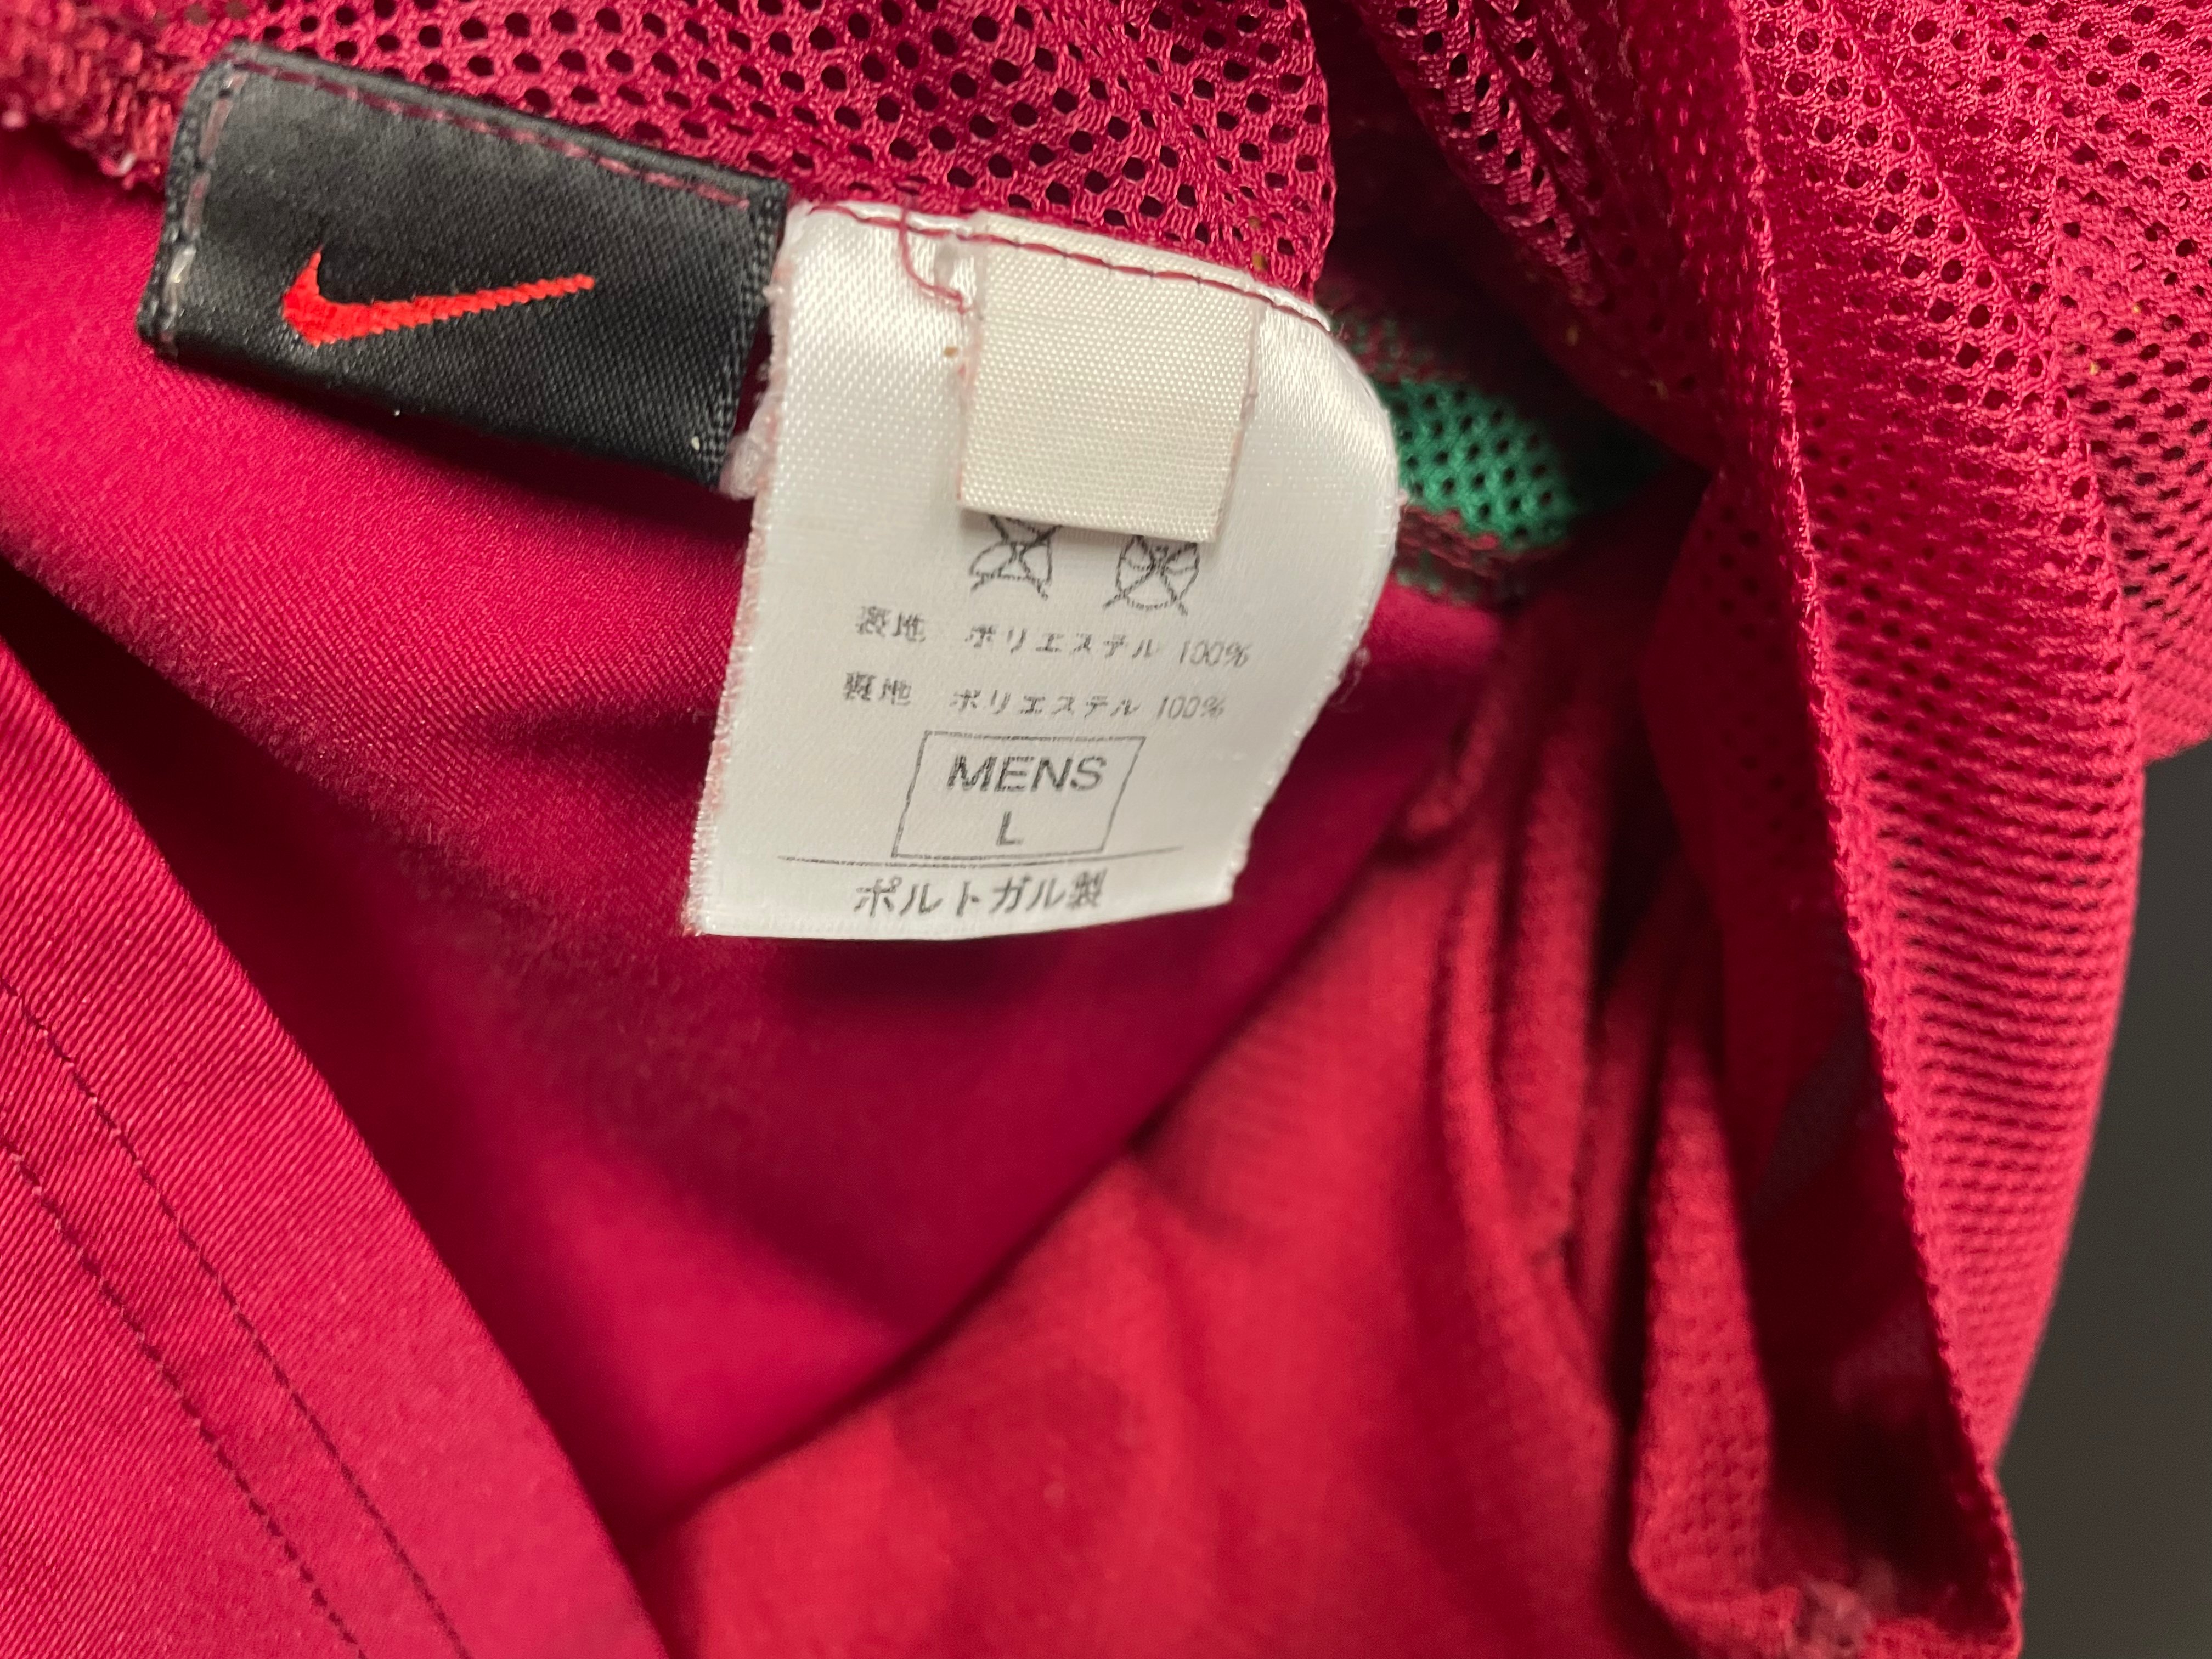 表地 ポリエステル 100%
裏地 ポリエステル 100%
MENS
L
ポルトガル製